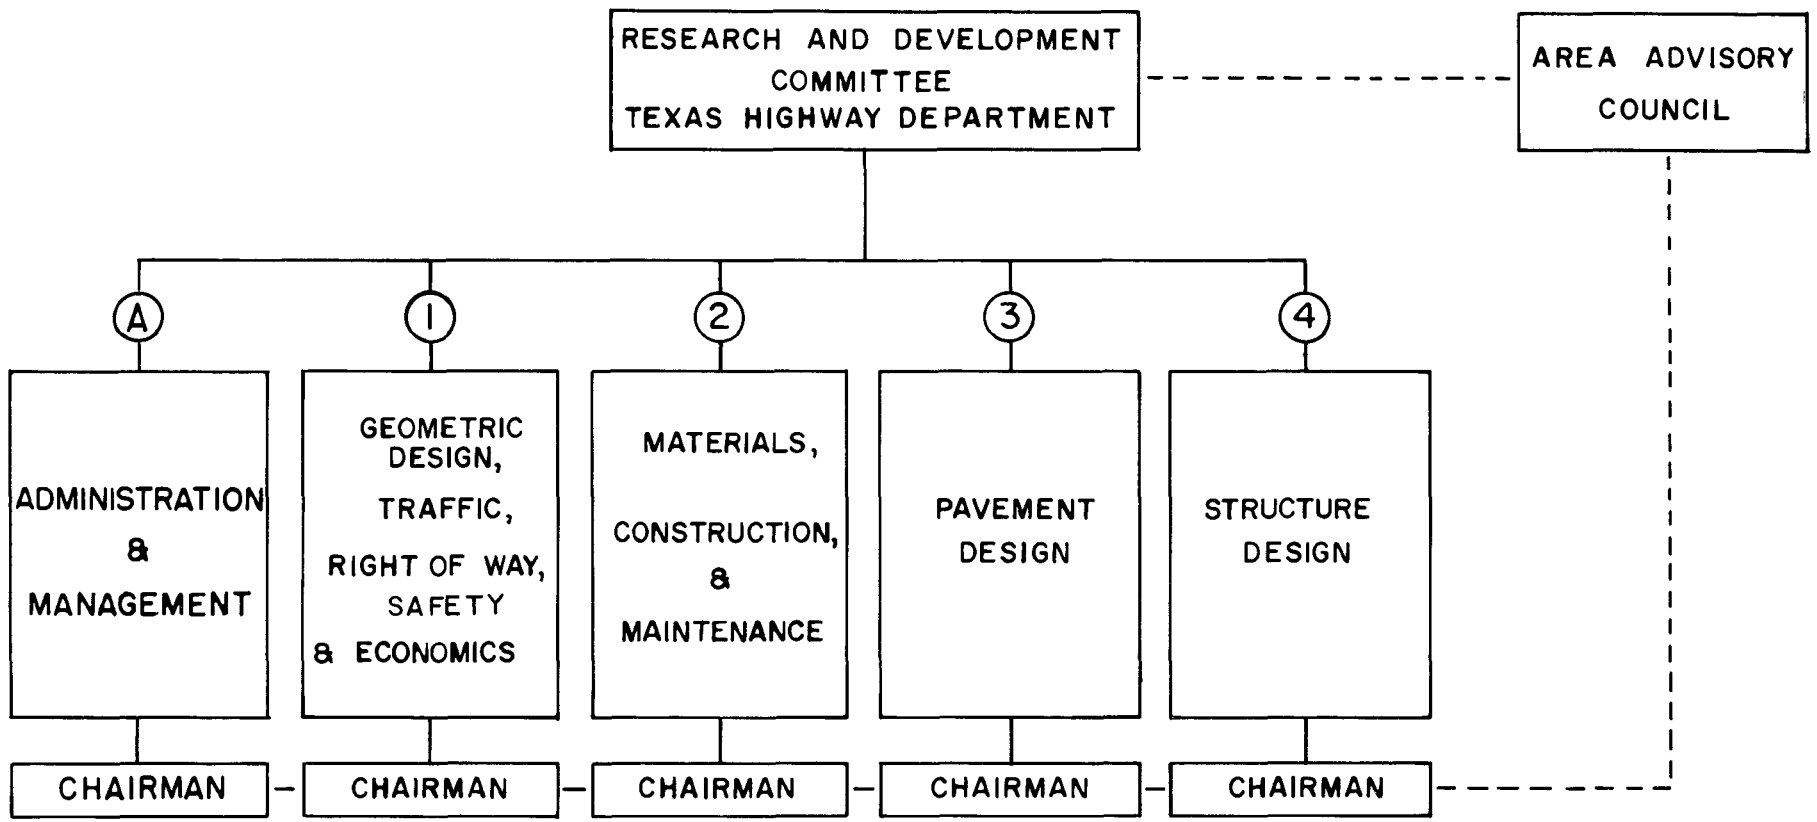 RESEARCH AND DEVELOPMENT
COMMITTEE
TEXAS HIGHWAY DEPARTMENT
AREA ADVISORY
COUNCIL
A
1
2
3
4
ADMINISTRATION
&
MANAGEMENT
GEOMETRIC
DESIGN,
TRAFFIC,
RIGHT OF WAY,
SAFETY
& ECONOMICS
MATERIALS,
CONSTRUCTION,
&
MAINTENANCE
PAVEMENT
DESIGN
STRUCTURE
DESIGN
CHAIRMAN
CHAIRMAN
CHAIRMAN
CHAIRMAN
CHAIRMAN